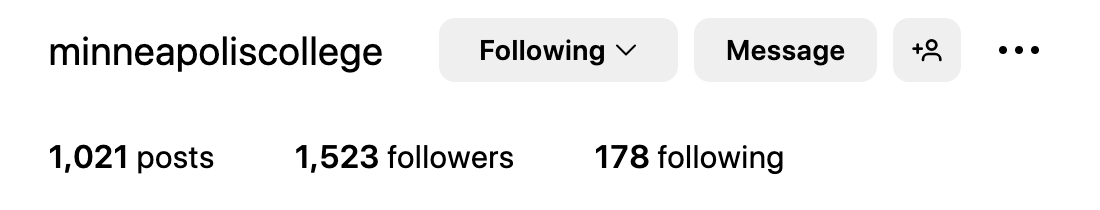 minneapoliscollege Following Message
1,021 posts 1,523 followers 178 following